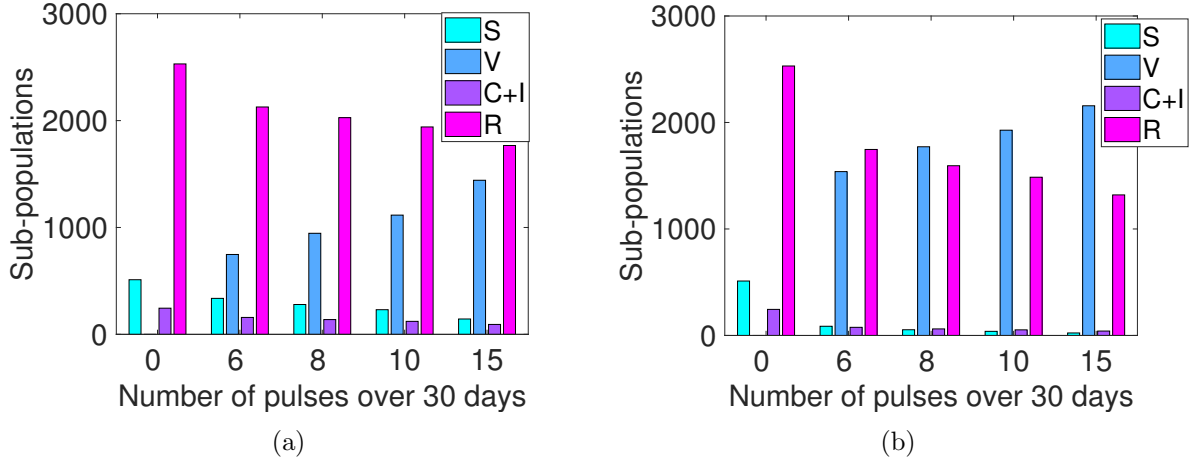 3000
2000
1000
0
Sub-populations
S
V
C+I
R
0 6 8 10 15
Number of pulses over 30 days
(a)
3000
2000
1000
0
Sub-populations
S
V
C+I
R
0 6 8 10 15
Number of pulses over 30 days
(b)